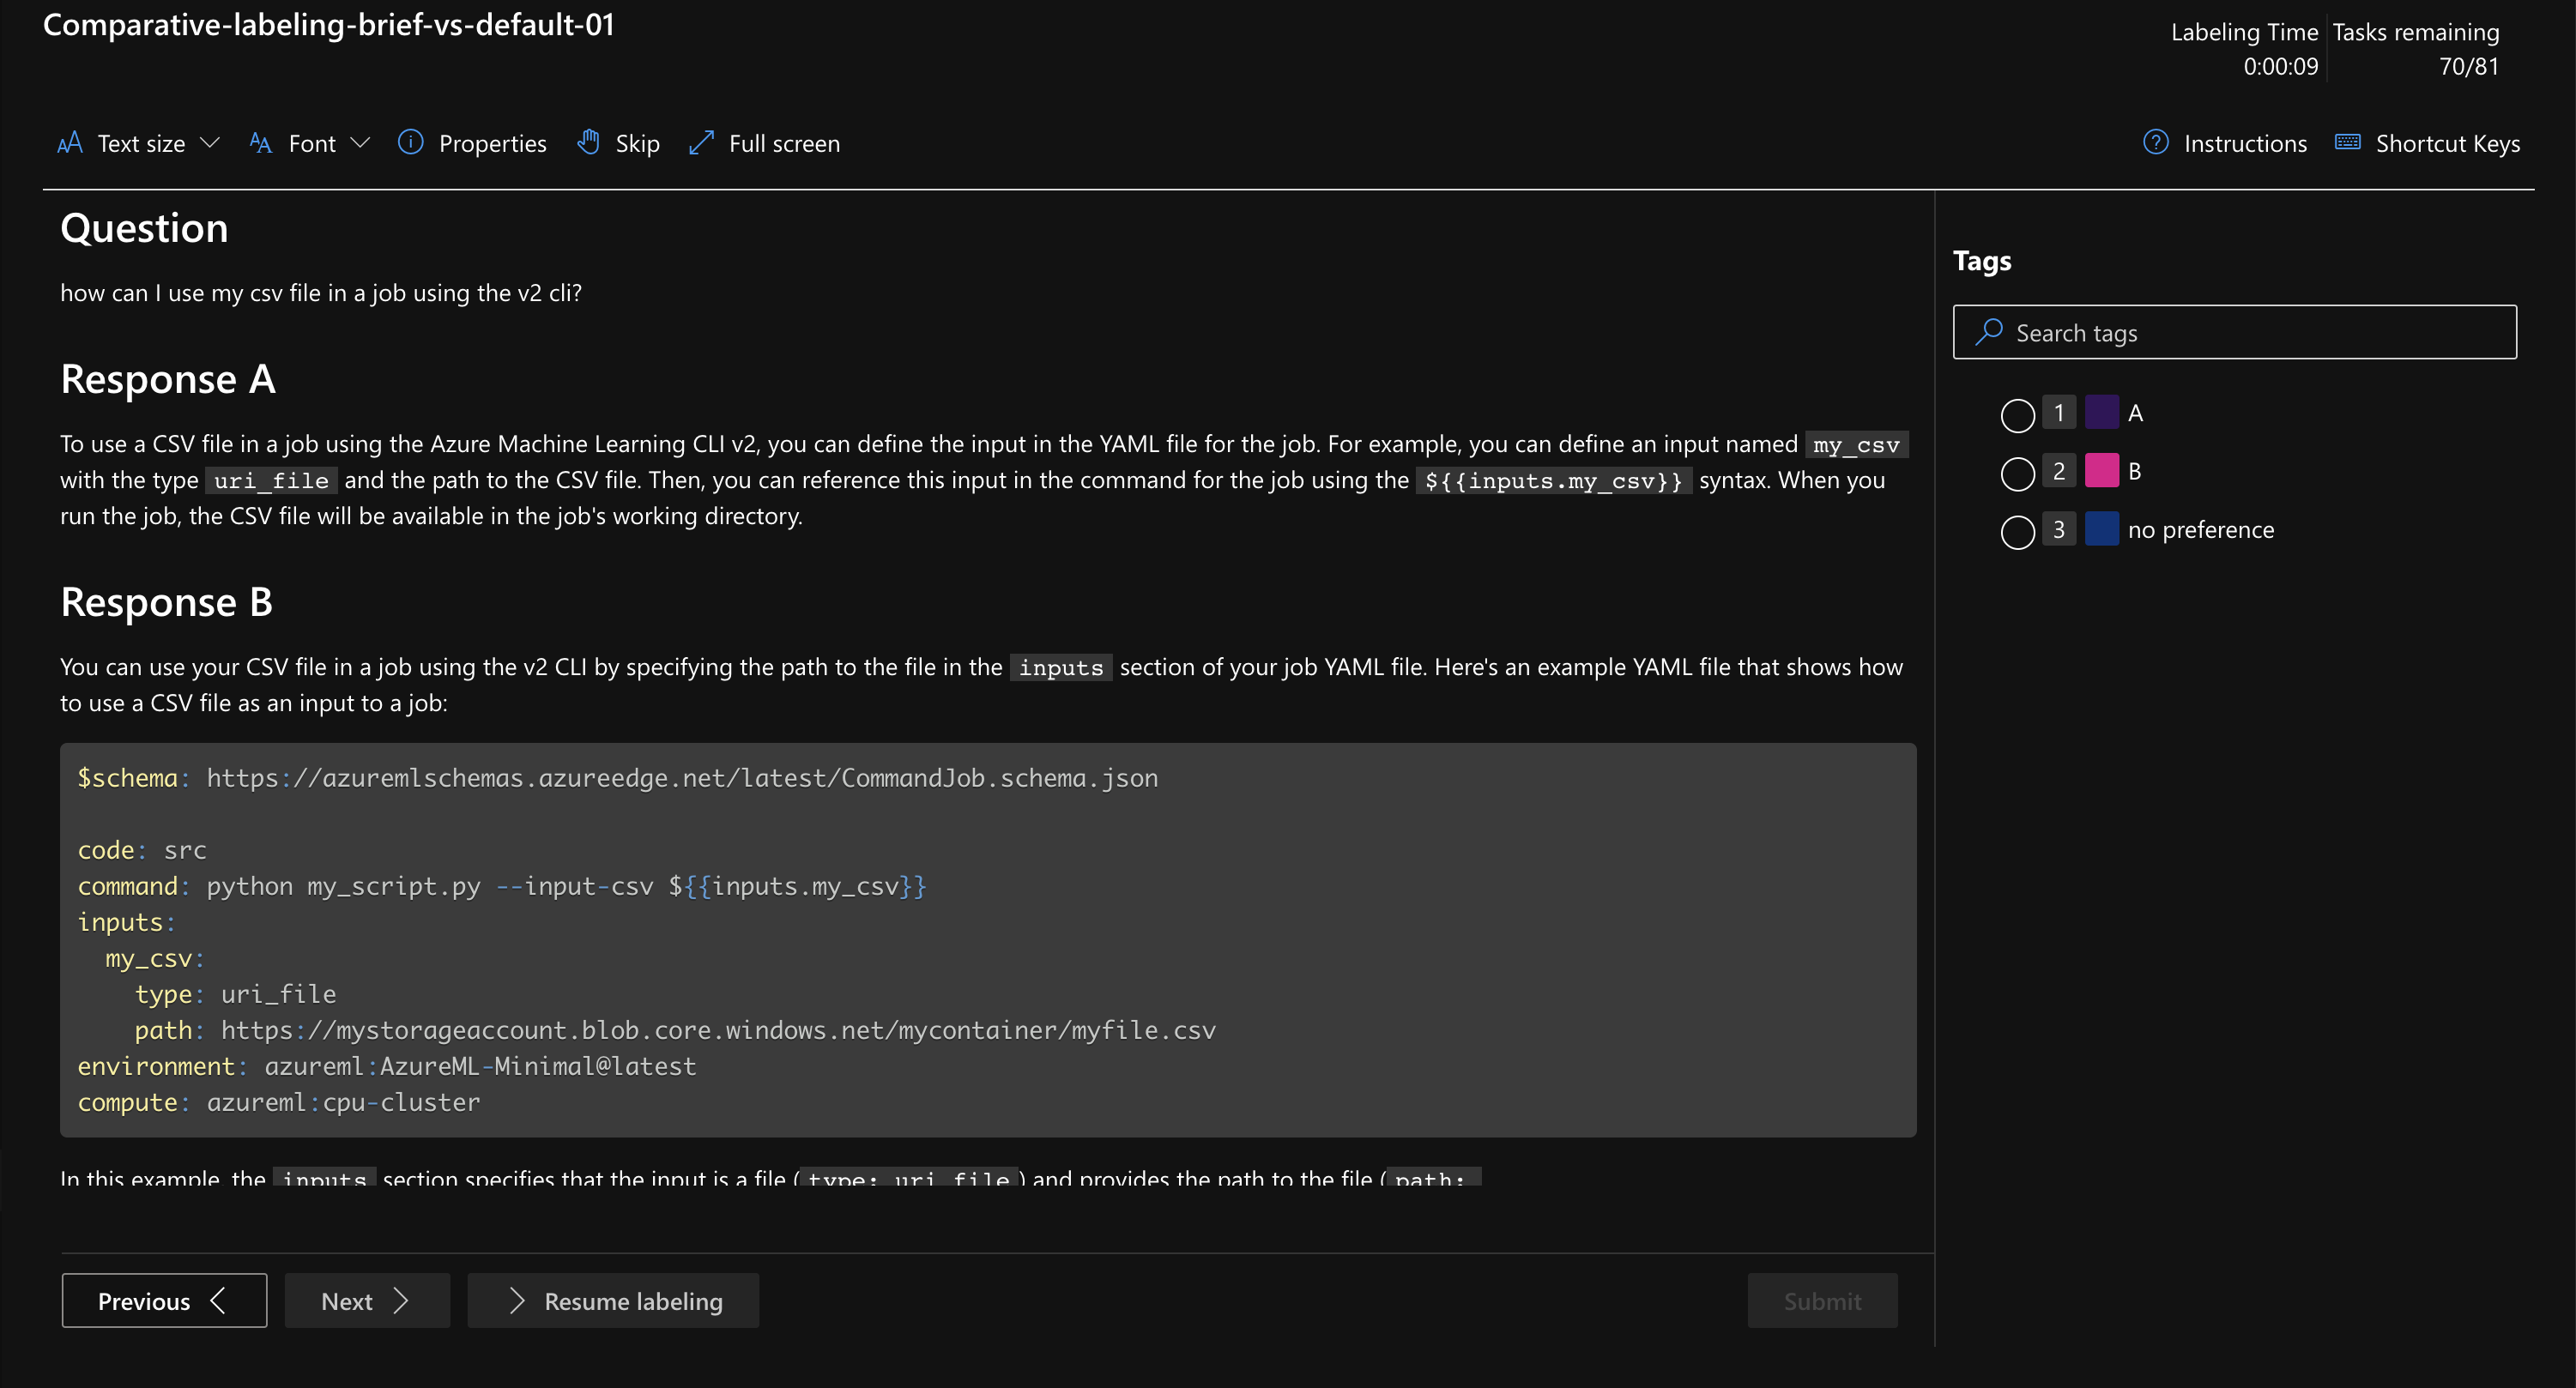 Comparative-labeling-brief-vs-default-01
Labeling Time
0:00:09
Tasks remaining
70/81
Text size
Font
Properties
Skip
Full screen
Instructions
Shortcut Keys
Question
how can I use my csv file in a job using the v2 cli?
Response A
To use a CSV file in a job using the Azure Machine Learning CLI v2, you can define the input in the YAML file for the job. For example, you can define an input named my_csv
with the type uri_file and the path to the CSV file. Then, you can reference this input in the command for the job using the ${{inputs.my_csv}} syntax. When you
run the job, the CSV file will be available in the job's working directory.
Response B
You can use your CSV file in a job using the v2 CLI by specifying the path to the file in the inputs section of your job YAML file. Here's an example YAML file that shows how
to use a CSV file as an input to a job:
$schema: https://azuremlschemas.azureedge.net/latest/CommandJob.schema.json
code: src
command: python my_script.py --input-csv ${{inputs.my_csv}}
inputs:
my_csv:
type: uri_file
path: https://mystorageaccount.blob.core.windows.net/mycontainer/myfile.csv
environment: azureml:AzureML-Minimal@latest
compute: azureml:cpu-cluster
In this example, the inputs section specifies that the input is a file (type: uri_file) and provides the path to the file (path:
Previous
Next
Resume labeling
Submit
Tags
Search tags
1 A
2 B
3 no preference